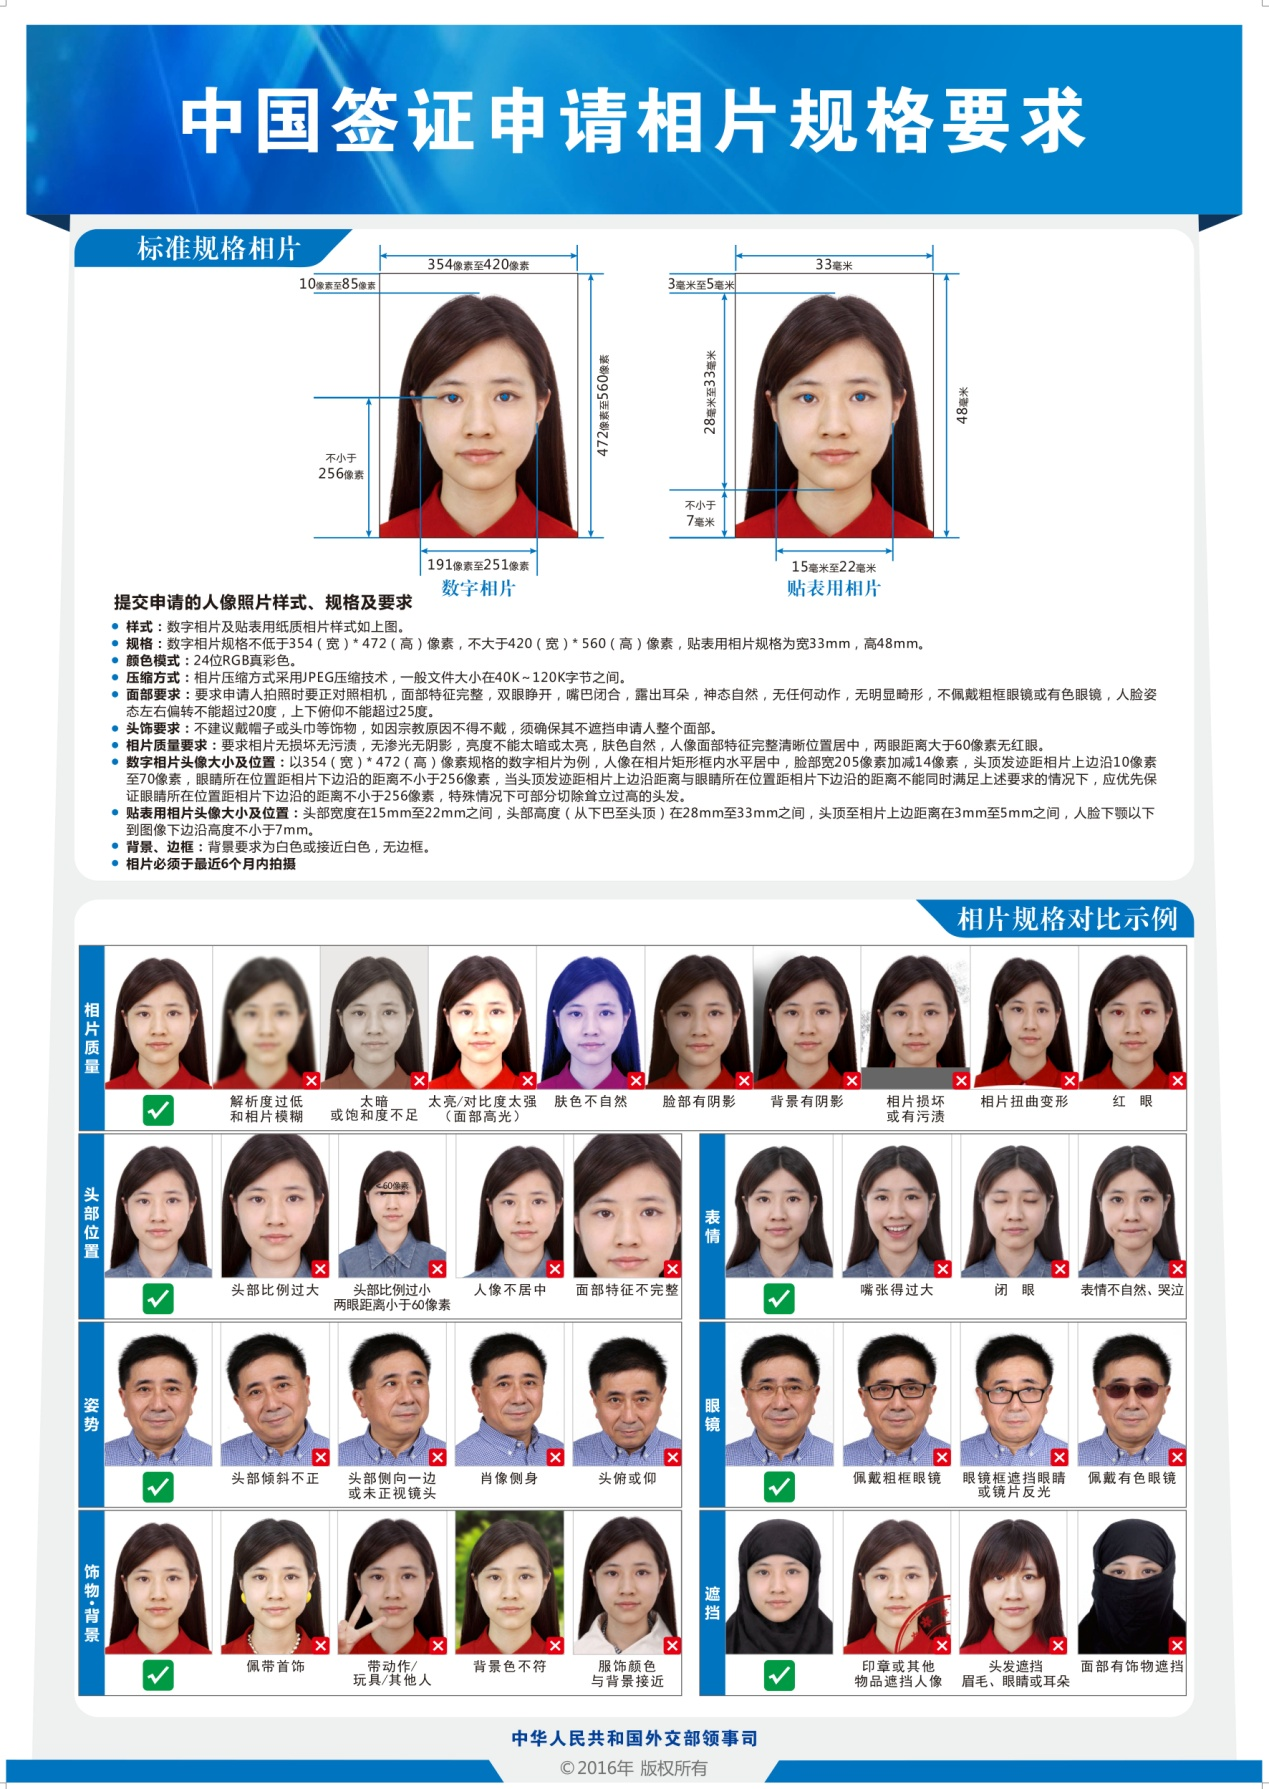 中国签证申请相片规格要求
标准规格相片
354像素至420像素
10像素至85像素
472像素至560像素
不小于
256像素
191像素至251像素
数字相片
33毫米
3毫米至5毫米
28毫米至33毫米
48毫米
不小于
7毫米
15毫米至22毫米
贴表用相片
提交申请的人像照片样式、规格及要求
样式：数字相片及贴表用纸质相片样式如上图。
规格：数字相片规格不低于354（宽）* 472（高）像素，不大于420（宽）* 560（高）像素，贴表用相片规格为宽33mm，高48mm。
颜色模式：24位RGB真彩色。
压缩方式：相片压缩方式采用JPEG压缩技术，一般文件大小在40K～120K字节之间。
面部要求：要求申请人拍照时要正对照相机，面部特征完整，双眼睁开，嘴巴闭合，露出耳朵，神态自然，无任何动作，无明显畸形，不佩戴粗框眼镜或有色眼镜，人脸姿
态左右偏转不能超过20度，上下俯仰不能超过25度。
头饰要求：不建议戴帽子或头巾等饰物，如因宗教原因不得不戴，须确保其不遮挡申请人整个面部。
相片质量要求：要求相片无损坏无污渍，无渗光无阴影，亮度不能太暗或太亮，肤色自然，人像面部特征完整清晰位置居中，两眼距离大于60像素无红眼。
数字相片头像大小及位置：以354（宽）* 472（高）像素规格的数字相片为例，人像在相片矩形框内水平居中，脸部宽205像素加减14像素，头顶发迹距相片上边沿10像素
至70像素，眼睛所在位置距相片下边沿的距离不小于256像素，当头顶发迹距相片上边沿距离与眼睛所在位置距相片下边沿的距离不能同时满足上述要求的情况下，应优先保
证眼睛所在位置距相片下边沿的距离不小于256像素，特殊情况下可部分切除耸立过高的头发。
贴表用相片头像大小及位置：头部宽度在15mm至22mm之间，头部高度（从下巴至头顶）在28mm至33mm之间，头顶至相片上边距离在3mm至5mm之间，人脸下颚以下
到图像下边沿高度不小于7mm。
背景、边框：背景要求为白色或接近白色，无边框。
相片必须于最近6个月内拍摄
相片规格对比示例
相片质量
解析度过低
和相片模糊
太暗
或饱和度不足
太亮/对比度太强
（面部高光）
肤色不自然
脸部有阴影
背景有阴影
相片损坏
或有污渍
相片扭曲变形
红 眼
头部位置
头部比例过大
<60像素
头部比例过小
两眼距离小于60像素
人像不居中
面部特征不完整
表情
嘴张得过大
闭 眼
表情不自然、哭泣
姿势
头部倾斜不正
头部侧向一边
或未正视镜头
肖像侧身
头俯或仰
眼镜
佩戴粗框眼镜
眼镜框遮挡眼睛
或镜片反光
佩戴有色眼镜
饰物·背景
佩带首饰
带动作/
玩具/其他人
背景色不符
服饰颜色
与背景接近
遮挡
印章或其他
物品遮挡人像
头发遮挡
眉毛、眼睛或耳朵
面部有饰物遮挡
中华人民共和国外交部领事司
©2016年 版权所有